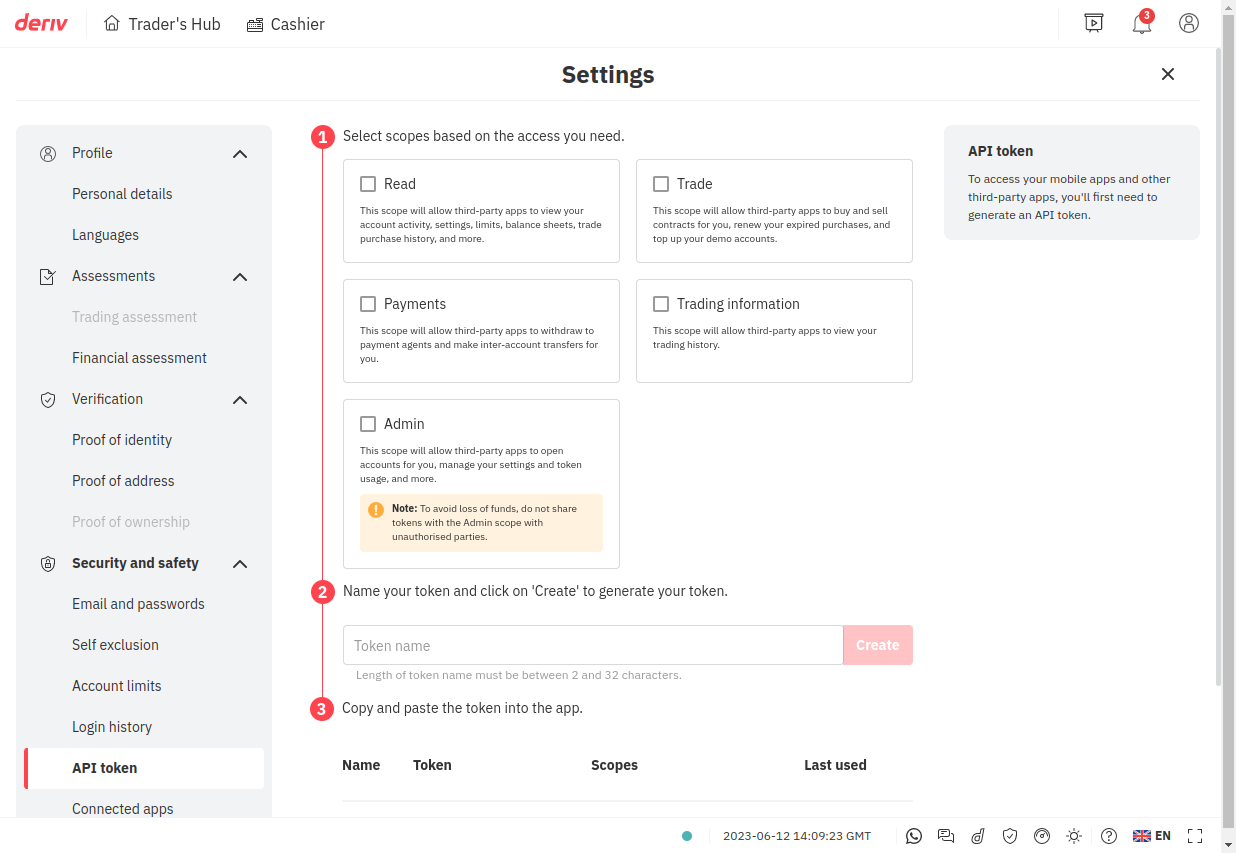 deriv
Trader's Hub
Cashier
3
Settings
Profile
Personal details
Languages
Assessments
Trading assessment
Financial assessment
Verification
Proof of identity
Proof of address
Proof of ownership
Security and safety
Email and passwords
Self exclusion
Account limits
Login history
API token
Connected apps
1
Select scopes based on the access you need.
Read
This scope will allow third-party apps to view your
account activity, settings, limits, balance sheets, trade
purchase history, and more.
Trade
This scope will allow third-party apps to buy and sell
contracts for you, renew your expired purchases, and
top up your demo accounts.
Payments
This scope will allow third-party apps to withdraw to
payment agents and make inter-account transfers for
you.
Trading information
This scope will allow third-party apps to view your
trading history.
Admin
This scope will allow third-party apps to open
accounts for you, manage your settings and token
usage, and more.
Note: To avoid loss of funds, do not share
tokens with the Admin scope with
unauthorised parties.
2
Name your token and click on 'Create' to generate your token.
Token name
Create
Length of token name must be between 2 and 32 characters.
3
Copy and paste the token into the app.
Name Token Scopes Last used
API token
To access your mobile apps and other
third-party apps, you'll first need to
generate an API token.
2023-06-12 14:09:23 GMT
EN